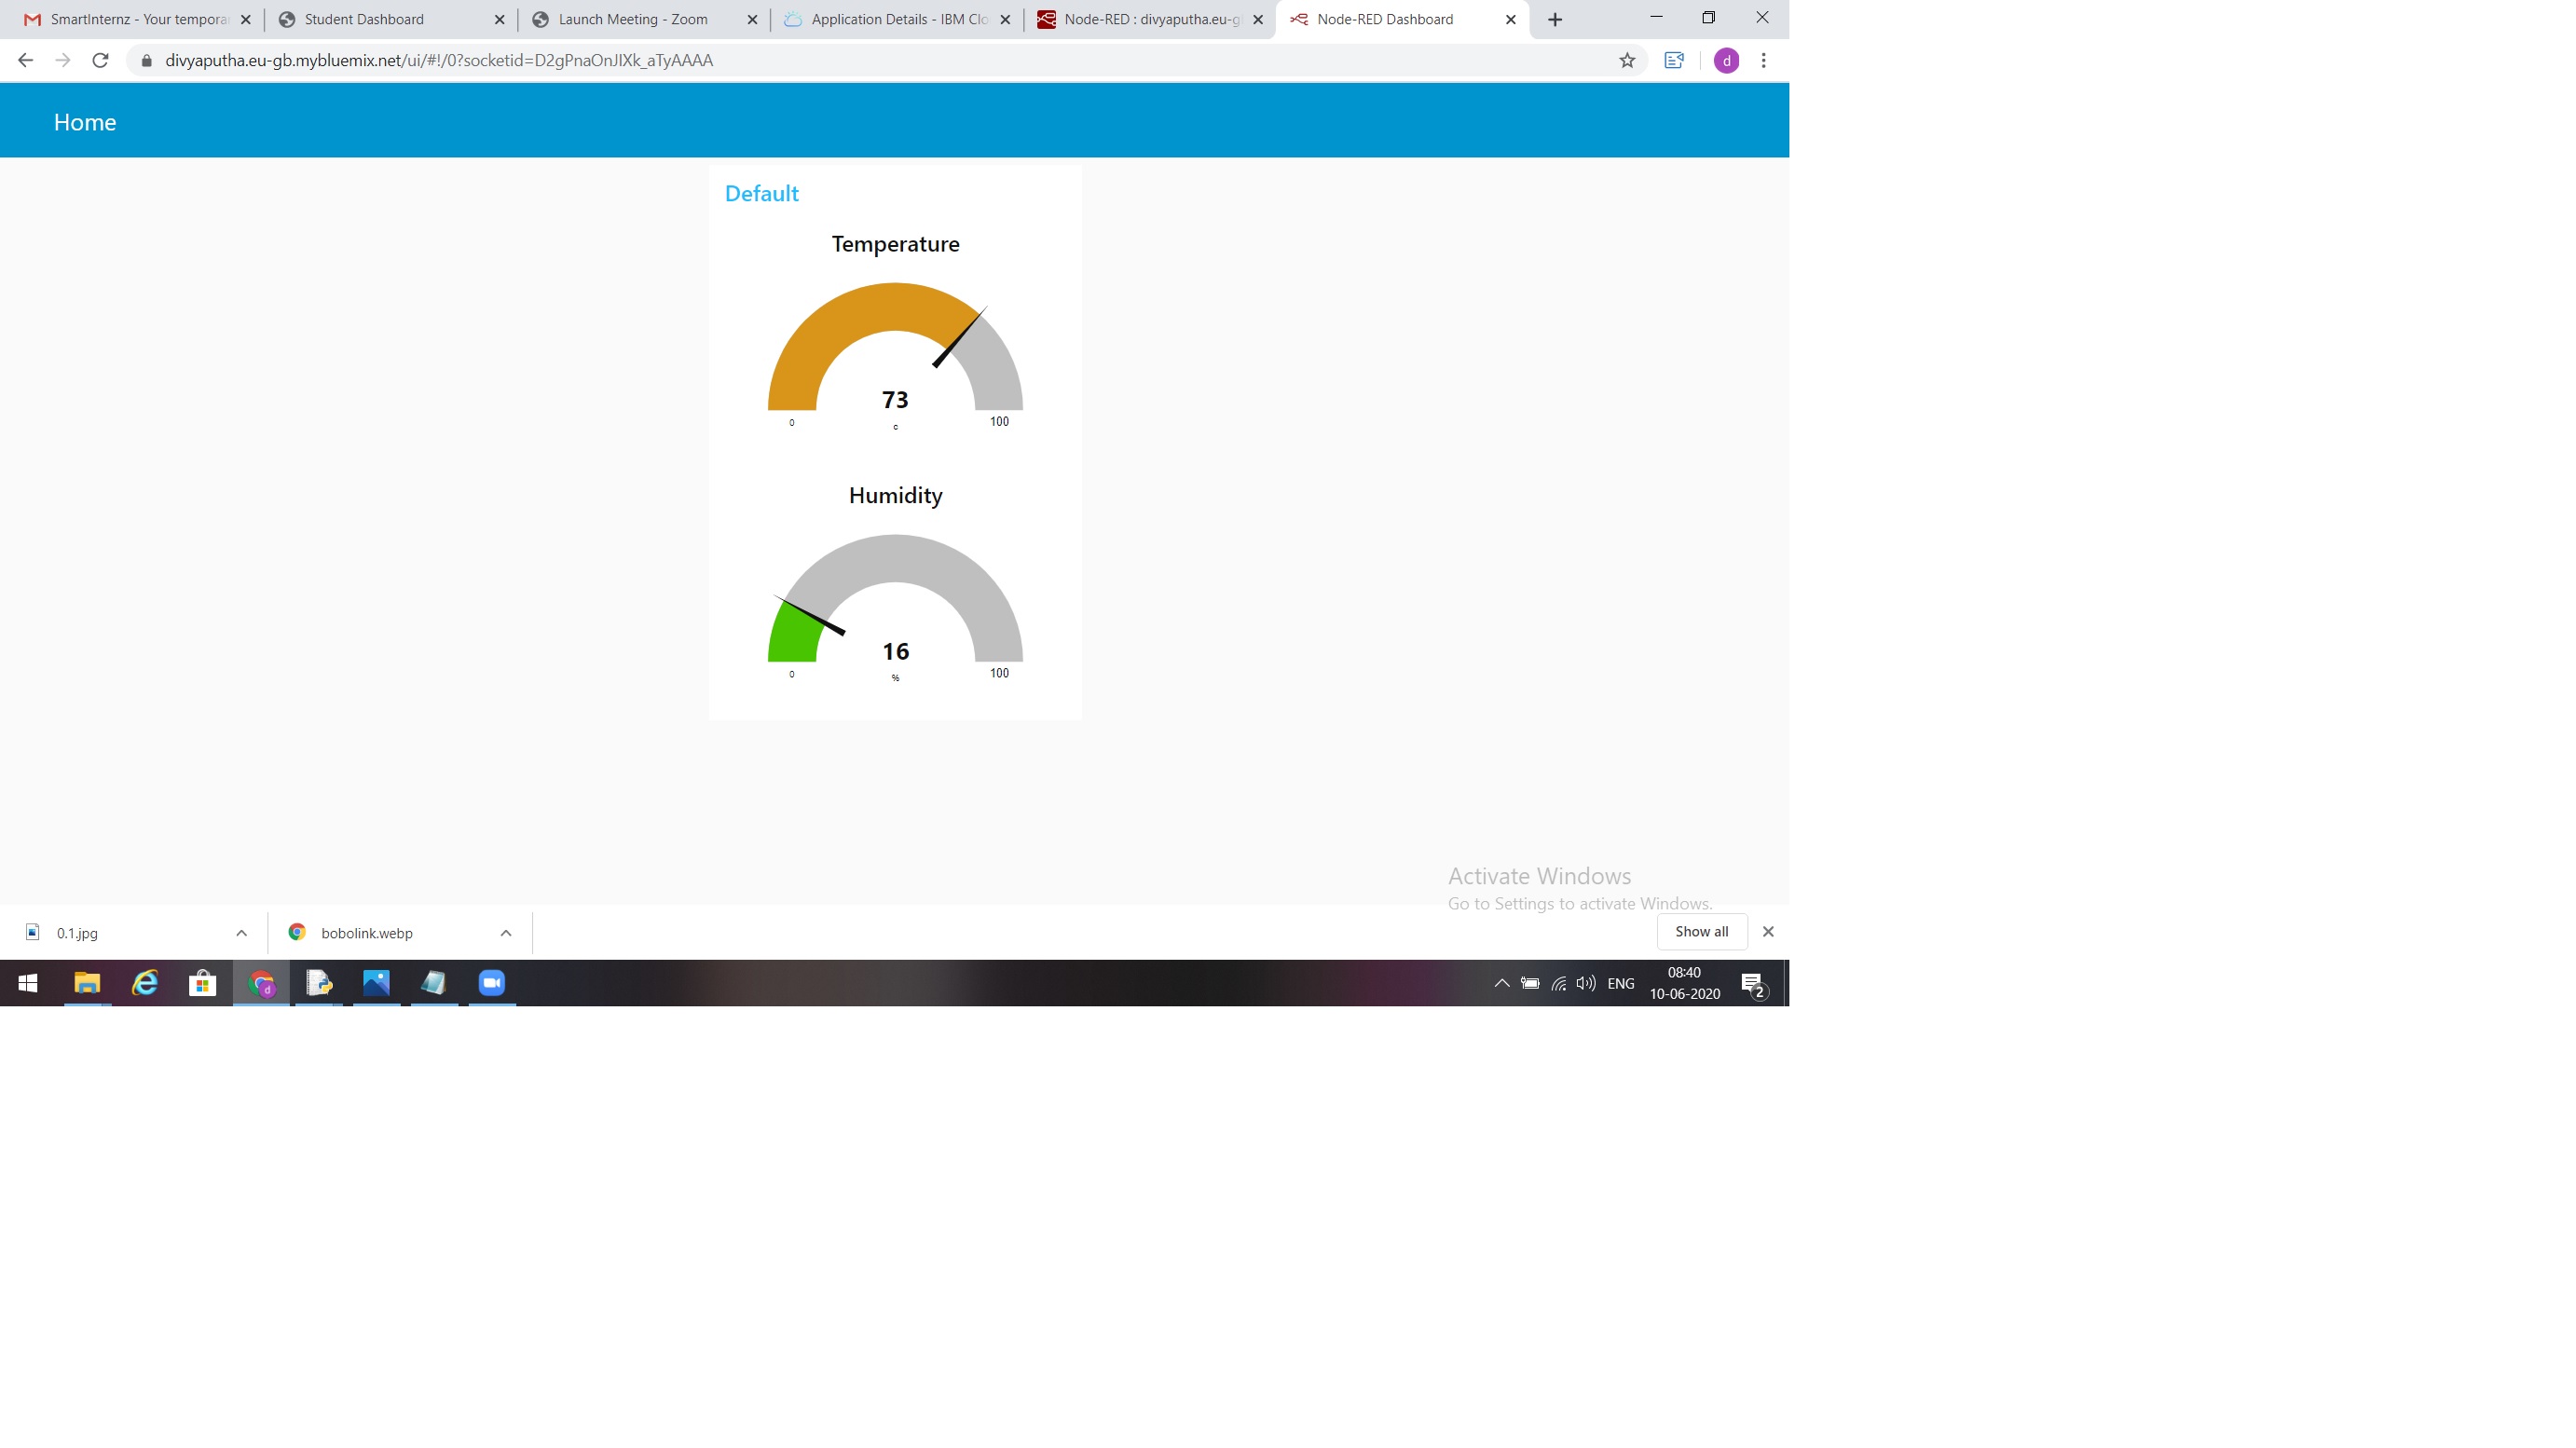 SmartInternz - Your tempora
Student Dashboard
Launch Meeting - Zoom
Application Details - IBM Clo
Node-RED : divyaputha.eu-g
Node-RED Dashboard
divyaputha.eu-gb.mybluemix.net/ui/#!/0?socketid=D2gPnaOnJIXk_aTyAAAA
d
Home
Default
Temperature
73
0
c
100
Humidity
16
0
%
100
Activate Windows
Go to Settings to activate Windows.
0.1.jpg
bobolink.webp
Show all
d
ENG
08:40
10-06-2020
2